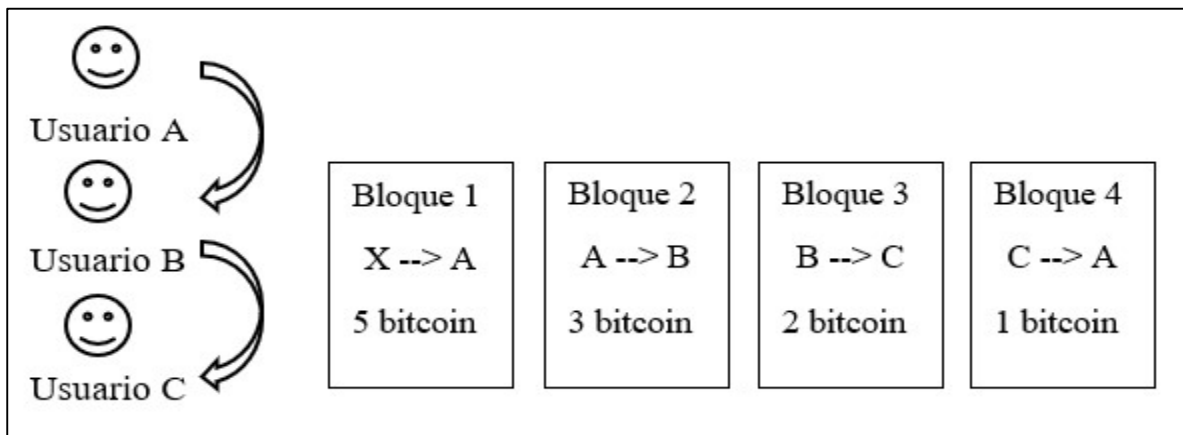 Usuario A
Usuario B
Usuario C
Bloque 1
X --> A
5 bitcoin
Bloque 2
A --> B
3 bitcoin
Bloque 3
B --> C
2 bitcoin
Bloque 4
C --> A
1 bitcoin